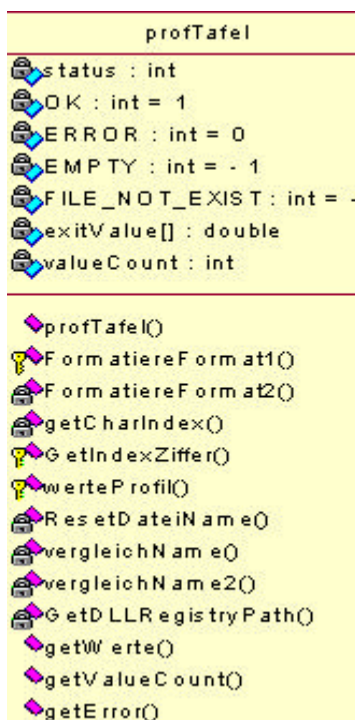 profTafel
status : int
OK : int = 1
ERROR : int = 0
EMPTY : int = - 1
FILE_NOT_EXIST : int = -
exitValue[] : double
valueCount : int
profTafel()
FormatiereFormat1()
FormatiereFormat2()
getCharIndex()
GetIndexZiffer()
werteProfil()
ResetDateiName()
vergleichName()
vergleichName2()
GetDLLRegistryPath()
getWerte()
getValueCount()
getError()